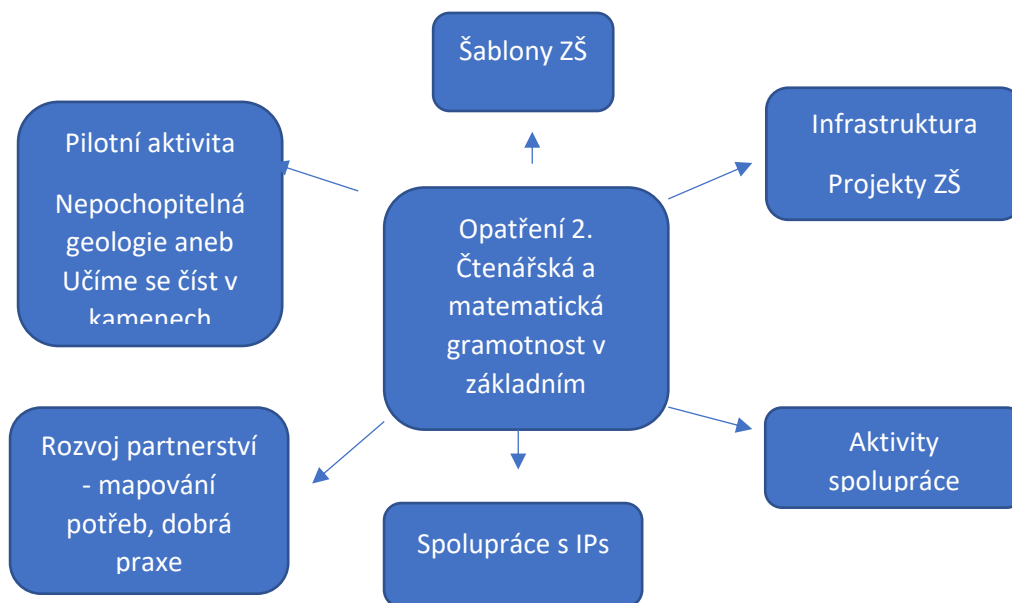 Šablony ZŠ
Pilotní aktivita
Nepochopitelná
geologie aneb
Učíme se číst v
kamenech
Infrastruktura
Projekty ZŠ
Opatření 2.
Čtenářská a
matematická
gramotnost v
základním
Rozvoj partnerství
- mapování
potřeb, dobrá
praxe
Spolupráce s IPs
Aktivity
spolupráce